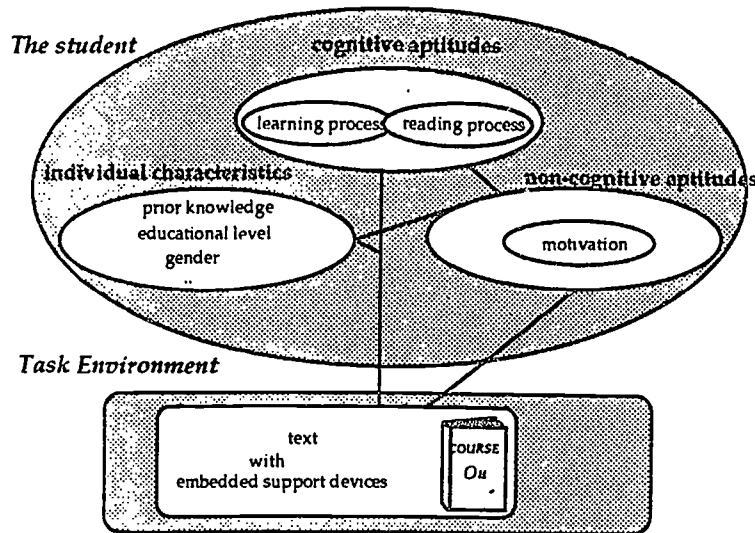 The student
cognitive aptitudes
learning proces
reading process
individual characteristics
non-cognitive aptitudes
prior knowledge
educational level
gender
..
motivation
Task Environment
text
with
embedded support devices
COURSE
Ou